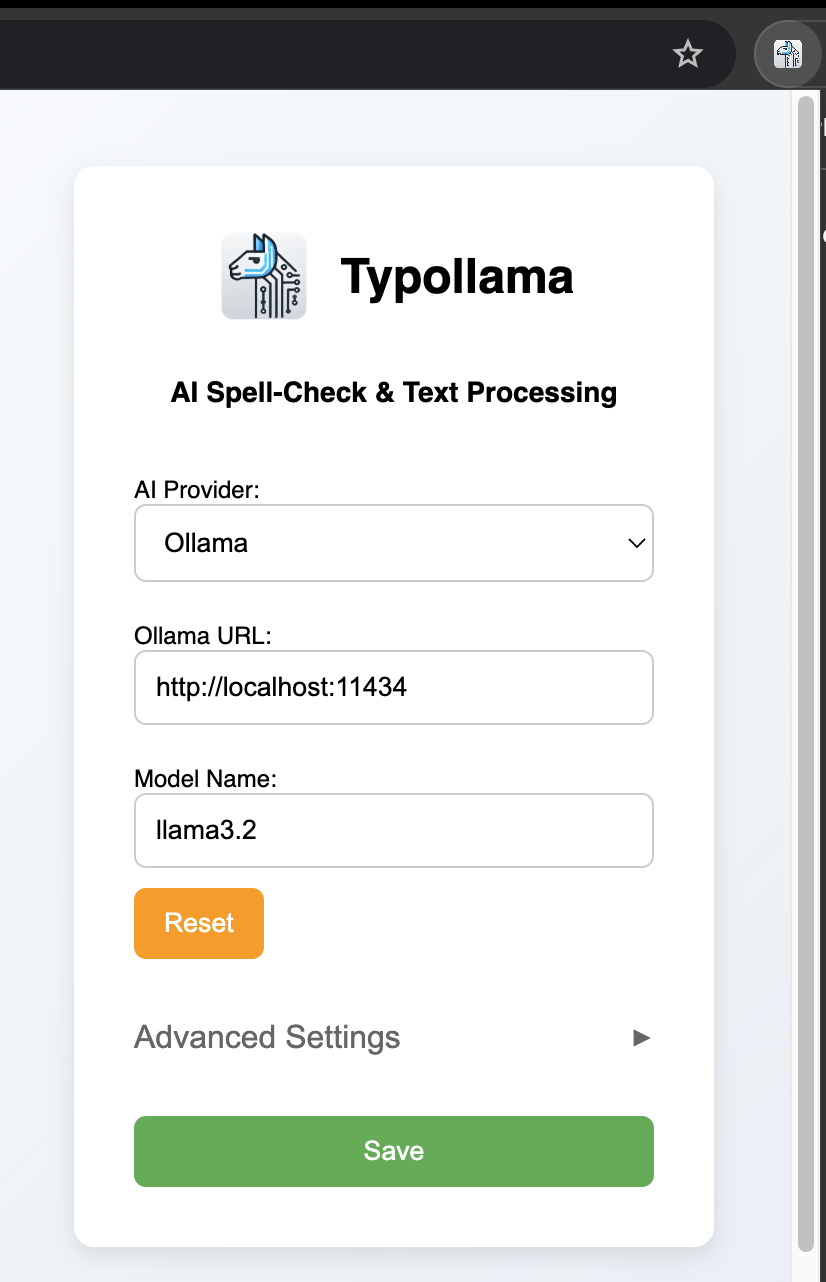 Typollama
AI Spell-Check & Text Processing
AI Provider:
Ollama
Ollama URL:
http://localhost:11434
Model Name:
llama3.2
Reset
Advanced Settings
Save